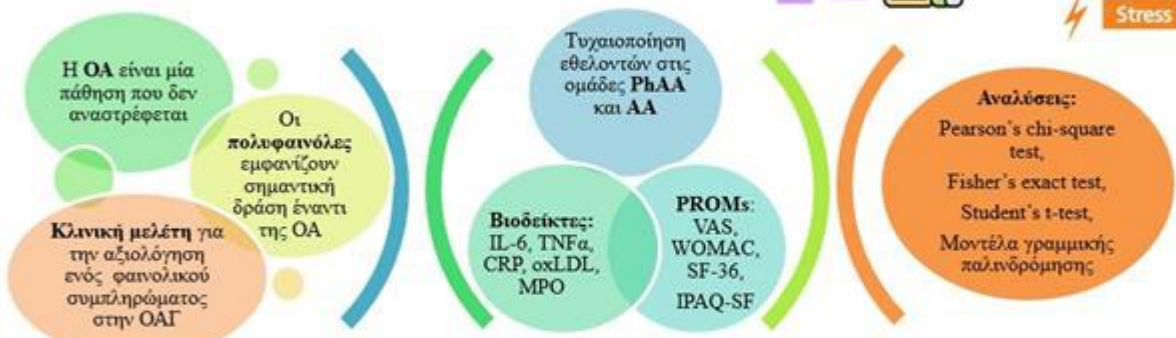 Stress
Η ΟΑ είναι μία
πάθηση που δεν
αναστρέφεται
Οι
πολυφαινόλες
εμφανίζουν
σημαντική
δράση έναντι
της ΟΑ
Κλινική μελέτη για
την αξιολόγηση
ενός φαινολικού
συμπληρώματος
στην ΟΑΓ
Τυχαιοποίηση
εθελοντών στις
ομάδες PhAA
και AA
Βιοδείκτες:
IL-6, TNFα,
CRP, oxLDL,
MPO
PROMs:
VAS,
WOMAC,
SF-36,
IPAQ-SF
Αναλύσεις:
Pearson's chi-square
test,
Fisher's exact test,
Student's t-test,
Μοντέλα γραμμικής
παλινδρόμησης